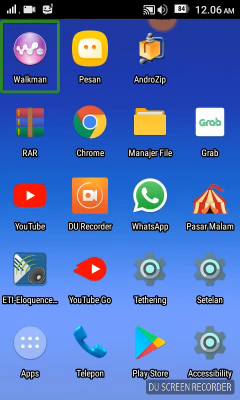 84 12.06 AM
Walkman Pesan AndroZip
RAR Chrome Manajer File Grab
YouTube DU Recorder WhatsApp Pasar Malam
ETI-Eloquence... YouTube Go Tethering Setelan
Apps Telepon Play Store Accessibility
DU SCREEN RECORDER